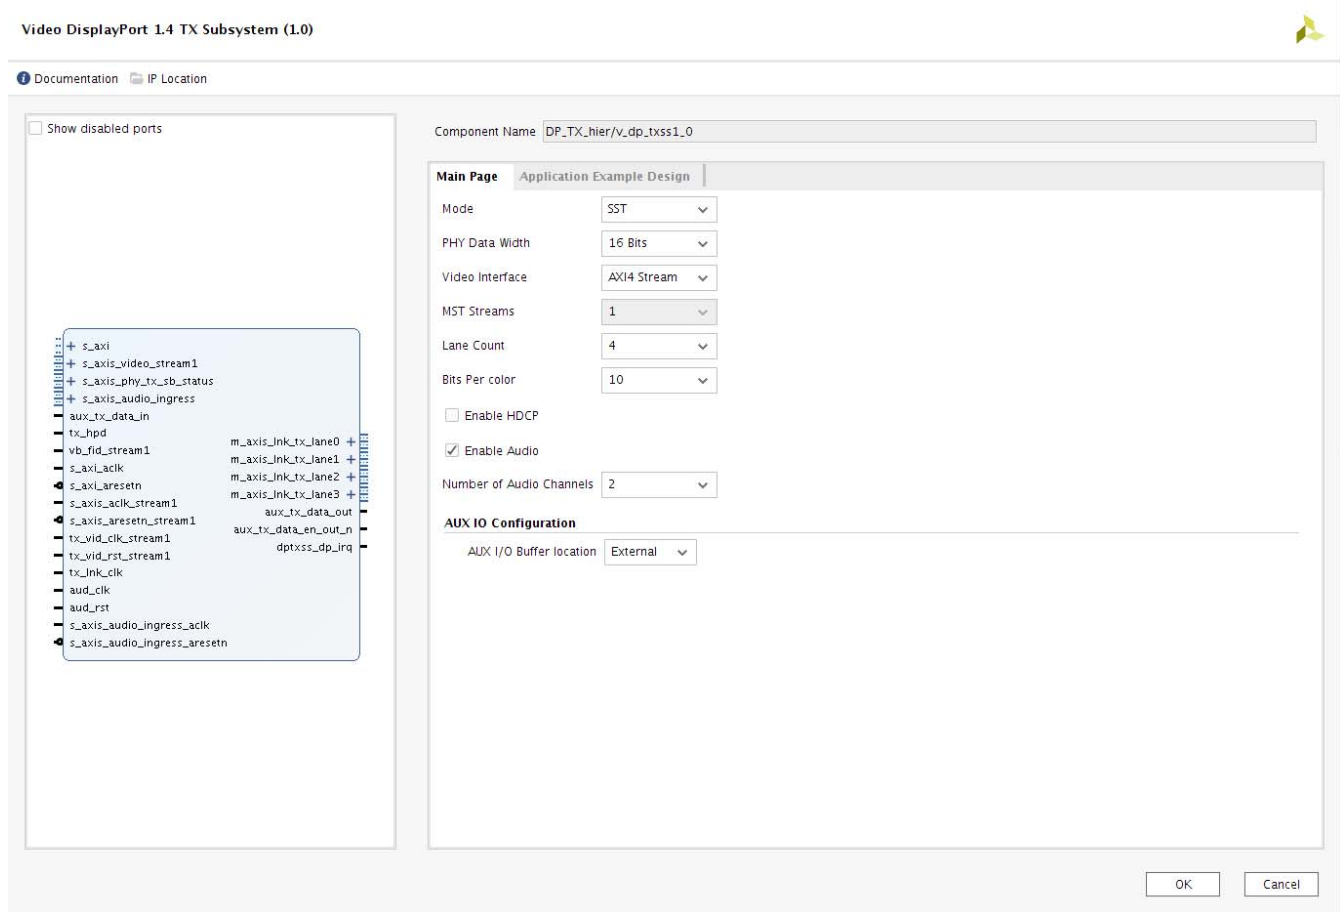 Video DisplayPort 1.4 TX Subsystem (1.0)
Documentation IP Location
Show disabled ports
s_axi
s_axis_video_stream1
s_axis_phy_tx_sb_status
s_axis_audio_ingress
aux_tx_data_in
tx_hpd
vb_fid_stream1
s_axi_aclk
s_axi_aresetn
s_axis_aclk_stream1
s_axis_aresetn_stream1
tx_vid_clk_stream1
tx_vid_rst_stream1
tx_lnk_clk
aud_clk
aud_rst
s_axis_audio_ingress_aclk
s_axis_audio_ingress_aresetn
m_axis_lnk_tx_lane0
m_axis_lnk_tx_lane1
m_axis_lnk_tx_lane2
m_axis_lnk_tx_lane3
aux_tx_data_out
aux_tx_data_en_out_n
dptxss_dp_irq
Component Name DP_TX_hier/v_dp_txss1_0
Main Page Application Example Design
Mode SST
PHY Data Width 16 Bits
Video Interface AXI4 Stream
MST Streams 1
Lane Count 4
Bits Per color 10
Enable HDCP
Enable Audio
Number of Audio Channels 2
AUX IO Configuration
AUX I/O Buffer location External
OK Cancel